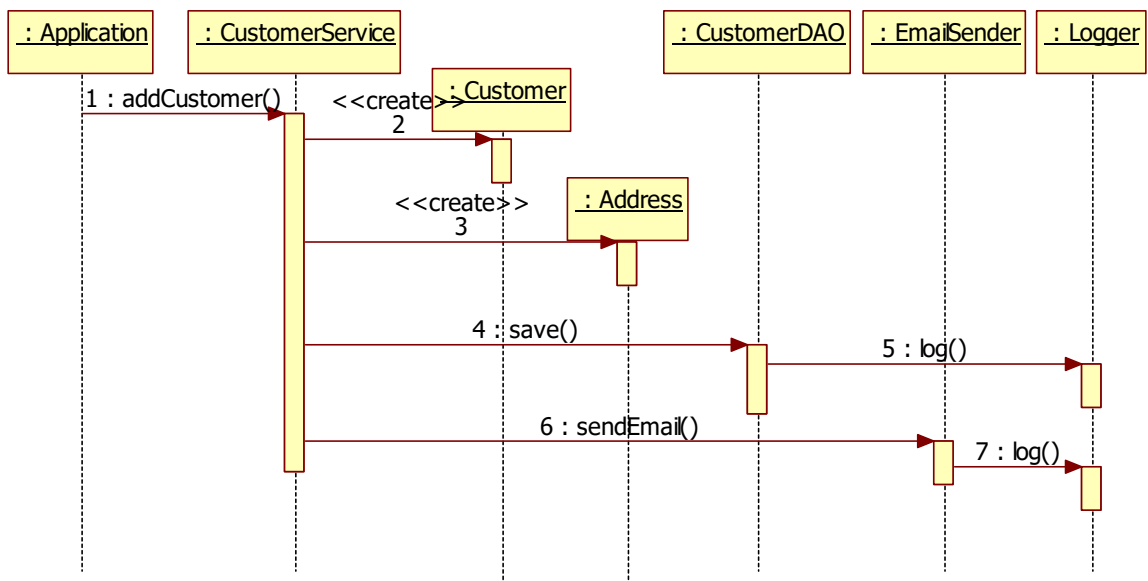 : Application
: CustomerService
: CustomerDAO
: EmailSender
: Logger
: Customer
1 : addCustomer()
<<create>>
2
: Address
<<create>>
3
4 : save()
5 : log()
6 : sendEmail()
7 : log()